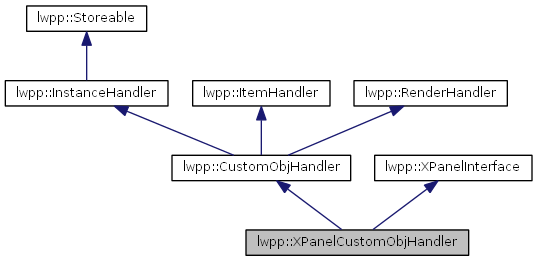 lwpp::Storeable
lwpp::InstanceHandler
lwpp::ItemHandler
lwpp::RenderHandler
lwpp::CustomObjHandler
lwpp::XPanelInterface
lwpp::XPanelCustomObjHandler